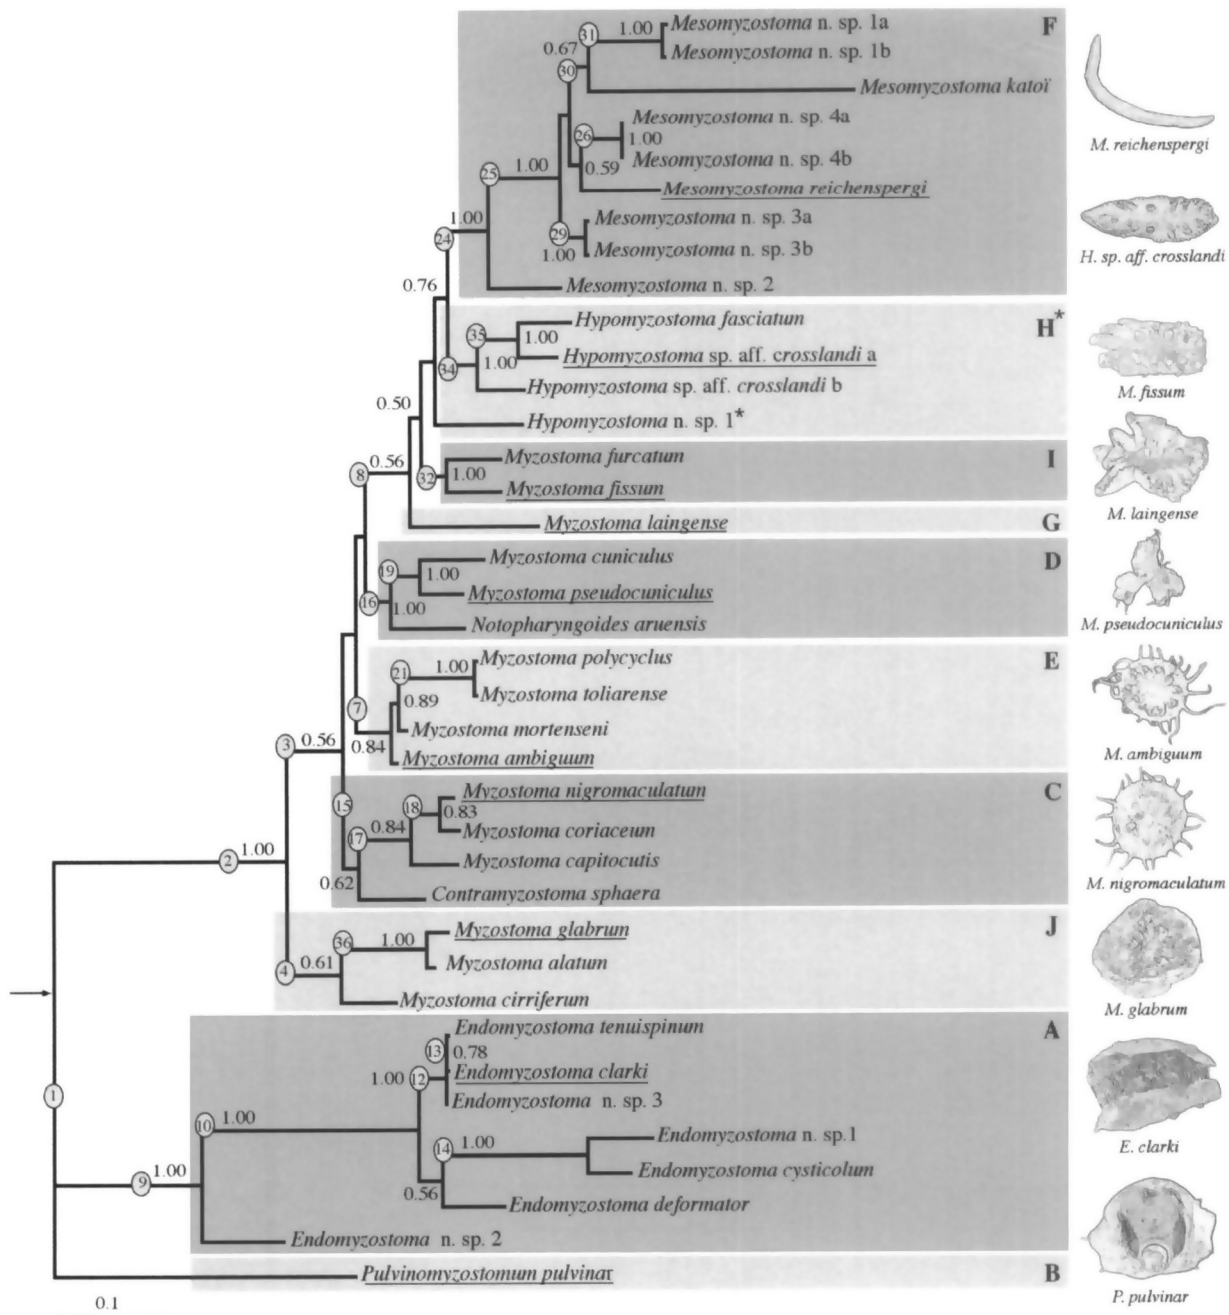 31
1.00
Mesomyzostoma n. sp. 1a
F
0.67
Mesomyzostoma n. sp. 1b
30
Mesomyzostoma katoï
Mesomyzostoma n. sp. 4a
26
1.00
1.00
Mesomyzostoma n. sp. 4b
0.59
25
Mesomyzostoma reichenspergi
1.00
Mesomyzostoma n. sp. 3a
24
29
1.00
Mesomyzostoma n. sp. 3b
0.76
Mesomyzostoma n. sp. 2
Hypomyzostoma fasciatum
H*
35
1.00
34
1.00
Hypomyzostoma sp. aff. crosslandi a
Hypomyzostoma sp. aff. crosslandi b
0.50
Hypomyzostoma n. sp. 1*
8
0.56
Myzostoma furcatum
I
32
1.00
Myzostoma fissum
Myzostoma laingense
G
Myzostoma cuniculus
D
19
1.00
16
1.00
Myzostoma pseudocuniculus
Notopharyngoides aruensis
1.00
Myzostoma polycyclus
E
21
0.89
Myzostoma toliarense
7
0.84
Myzostoma mortenseni
3
0.56
Myzostoma ambiguum
Myzostoma nigromaculatum
C
15
18
0.83
17
0.84
Myzostoma coriaceum
2
1.00
Myzostoma capitocutis
0.62
Contramyzostoma sphaera
Myzostoma glabrum
J
36
1.00
4
0.61
Myzostoma alatum
Myzostoma cirriferum
Endomyzostoma tenuispinum
A
13
0.78
1.00
12
Endomyzostoma clarki
1
Endomyzostoma n. sp. 3
10
1.00
Endomyzostoma n. sp.1
14
1.00
9
1.00
Endomyzostoma cysticolum
0.56
Endomyzostoma deformator
Endomyzostoma n. sp. 2
Pulvinomyzostomum pulvinar
B
0.1
M. reichenspergi
H. sp. aff. crosslandi
M. fissum
M. laingense
M. pseudocuniculus
M. ambiguum
M. nigromaculatum
M. glabrum
E. clarki
P. pulvinar